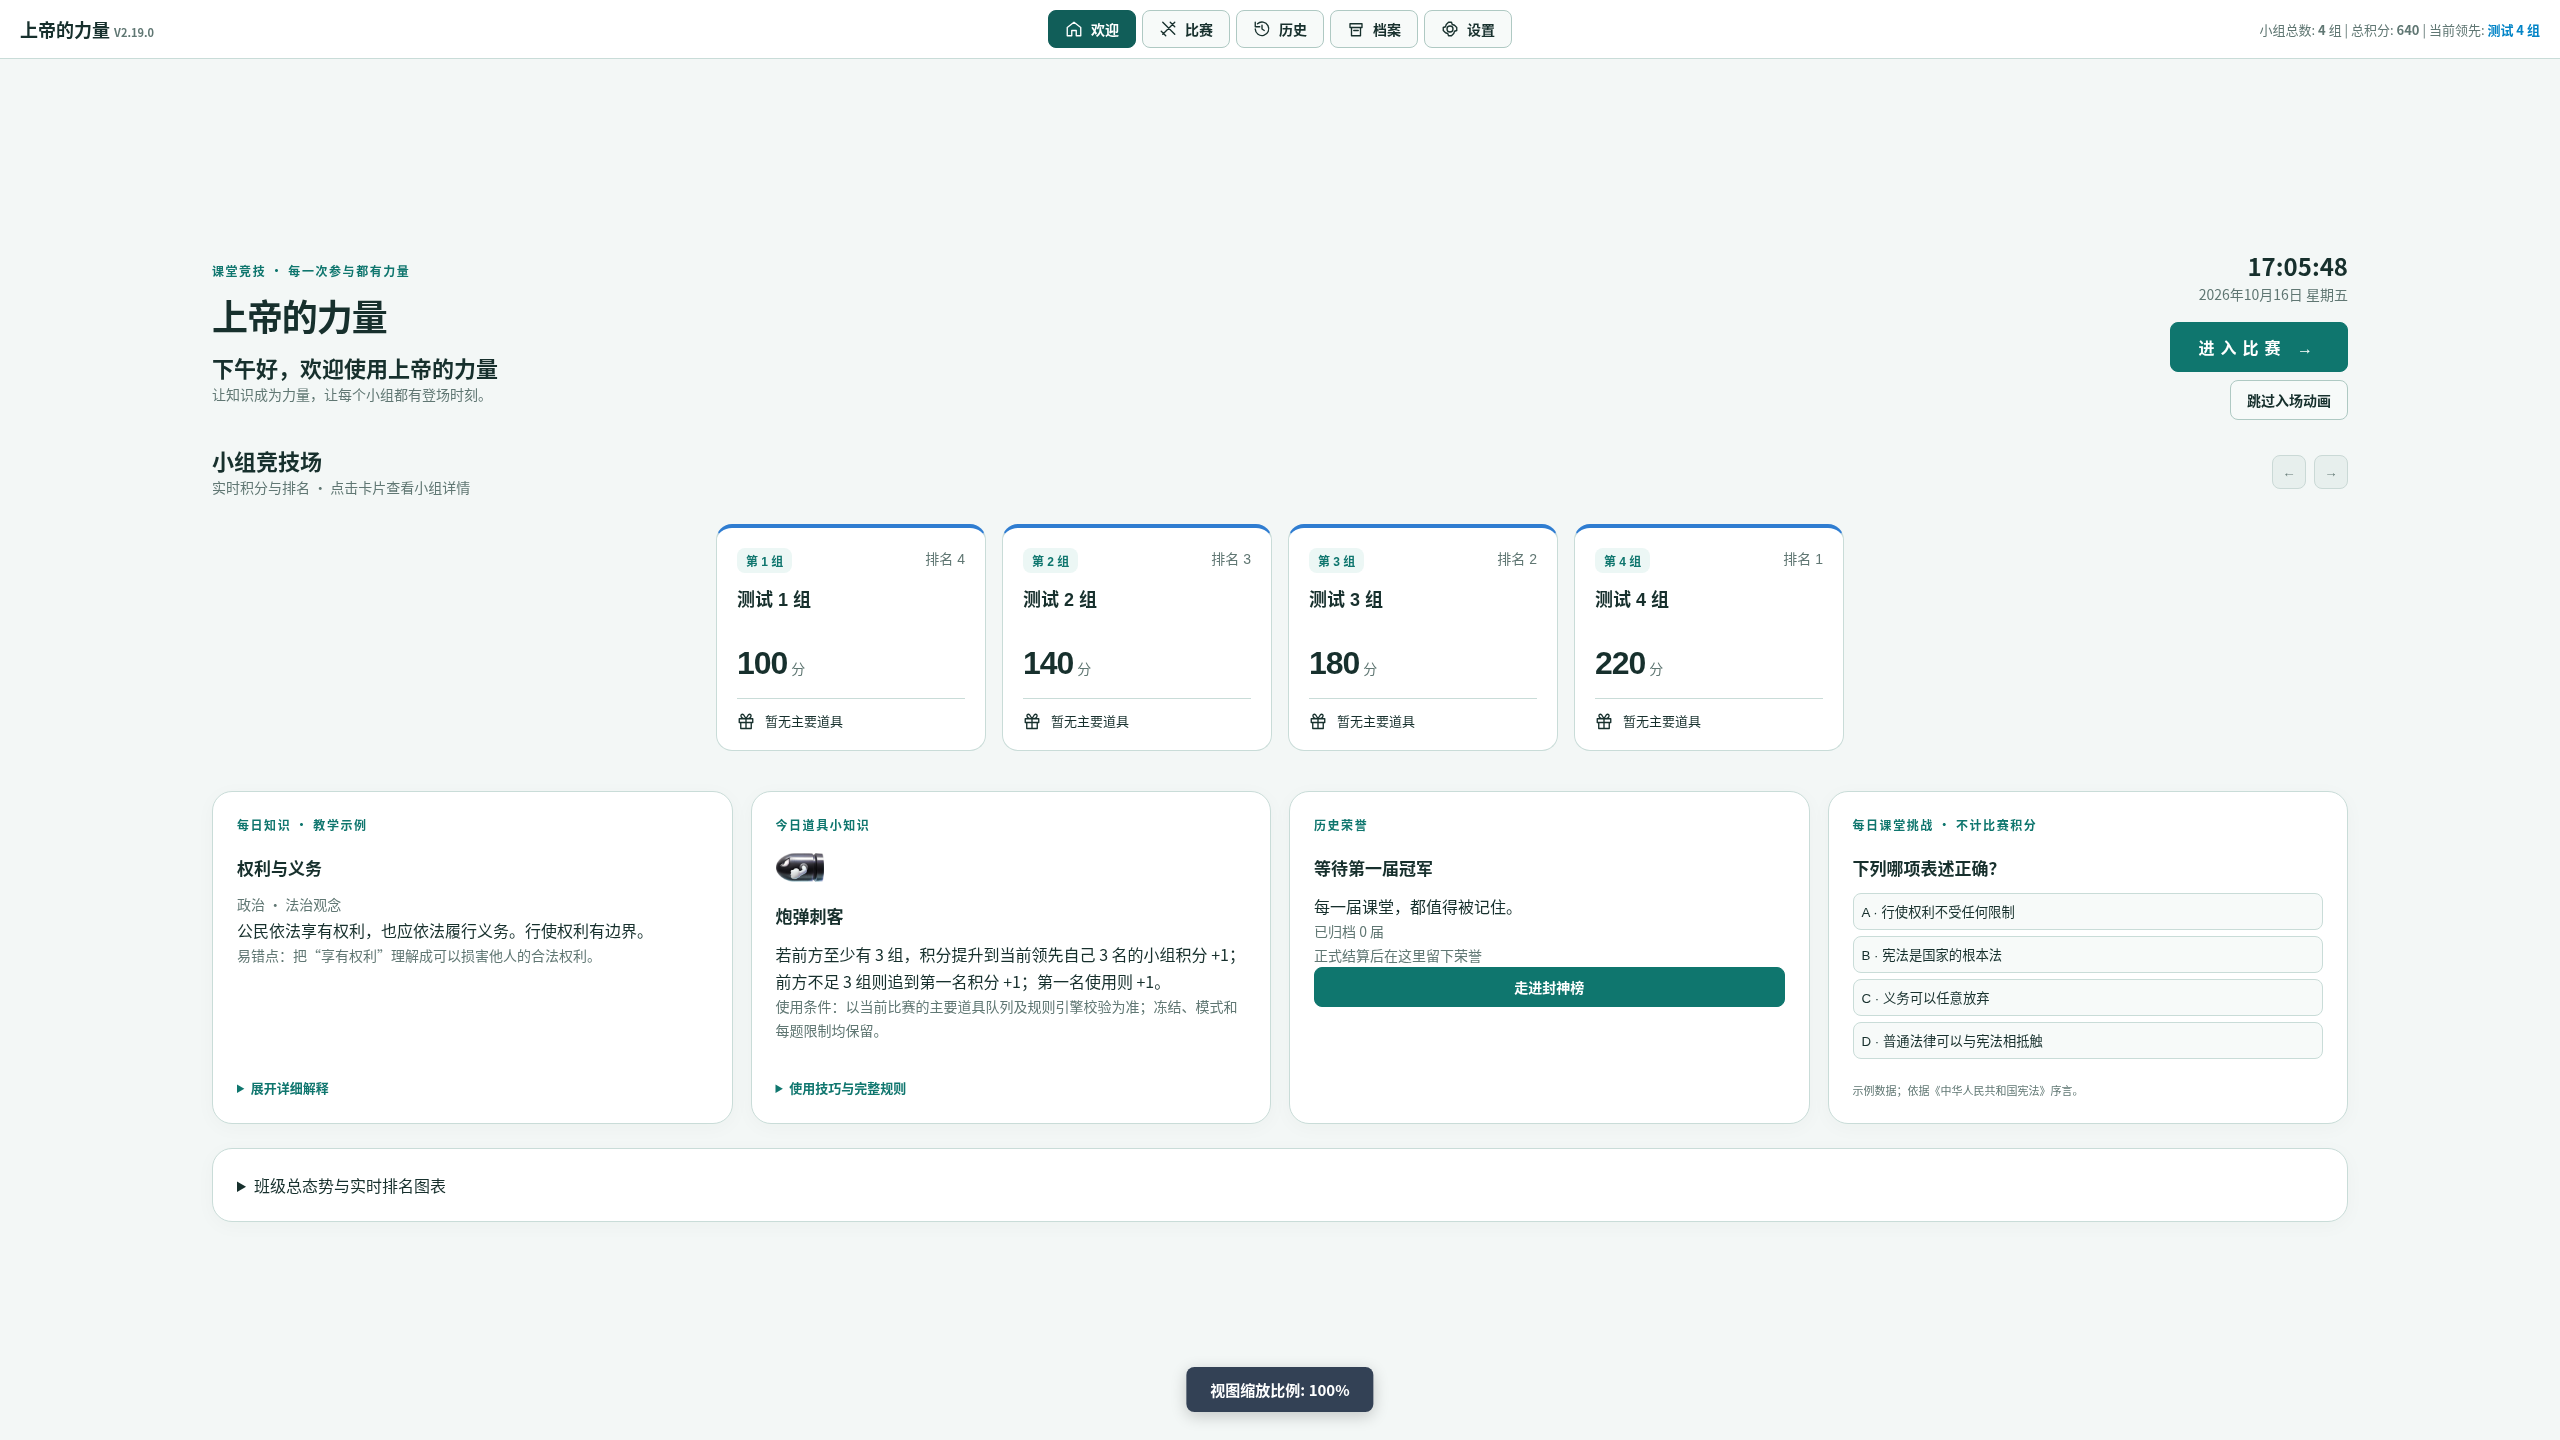 上帝的力量 V2.19.0
欢迎
比赛
历史
档案
设置
小组总数: 4 组 | 总积分: 640 | 当前领先: 测试 4 组
课堂竞技 · 每一次参与都有力量
上帝的力量
下午好，欢迎使用上帝的力量
让知识成为力量，让每个小组都有登场时刻。
17:05:48
2026年10月16日 星期五
进入比赛 →
跳过入场动画
小组竞技场
实时积分与排名 · 点击卡片查看小组详情
← →
第 1 组 排名 4
测试 1 组
100 分
暂无主要道具
第 2 组 排名 3
测试 2 组
140 分
暂无主要道具
第 3 组 排名 2
测试 3 组
180 分
暂无主要道具
第 4 组 排名 1
测试 4 组
220 分
暂无主要道具
每日知识 · 教学示例
权利与义务
政治 · 法治观念
公民依法享有权利，也应依法履行义务。行使权利有边界。
易错点：把“享有权利”理解成可以损害他人的合法权利。
▶ 展开详细解释
今日道具小知识
炮弹刺客
若前方至少有 3 组，积分提升到当前领先自己 3 名的小组积分 +1；
前方不足 3 组则追到第一名积分 +1；第一名使用则 +1。
使用条件：以当前比赛的主要道具队列及规则引擎校验为准；冻结、模式和
每题限制均保留。
▶ 使用技巧与完整规则
历史荣誉
等待第一届冠军
每一届课堂，都值得被记住。
已归档 0 届
正式结算后在这里留下荣誉
走进封神榜
每日课堂挑战 · 不计比赛积分
下列哪项表述正确？
A · 行使权利不受任何限制
B · 宪法是国家的根本法
C · 义务可以任意放弃
D · 普通法律可以与宪法相抵触
示例数据；依据《中华人民共和国宪法》序言。
▶ 班级总态势与实时排名图表
视图缩放比例: 100%